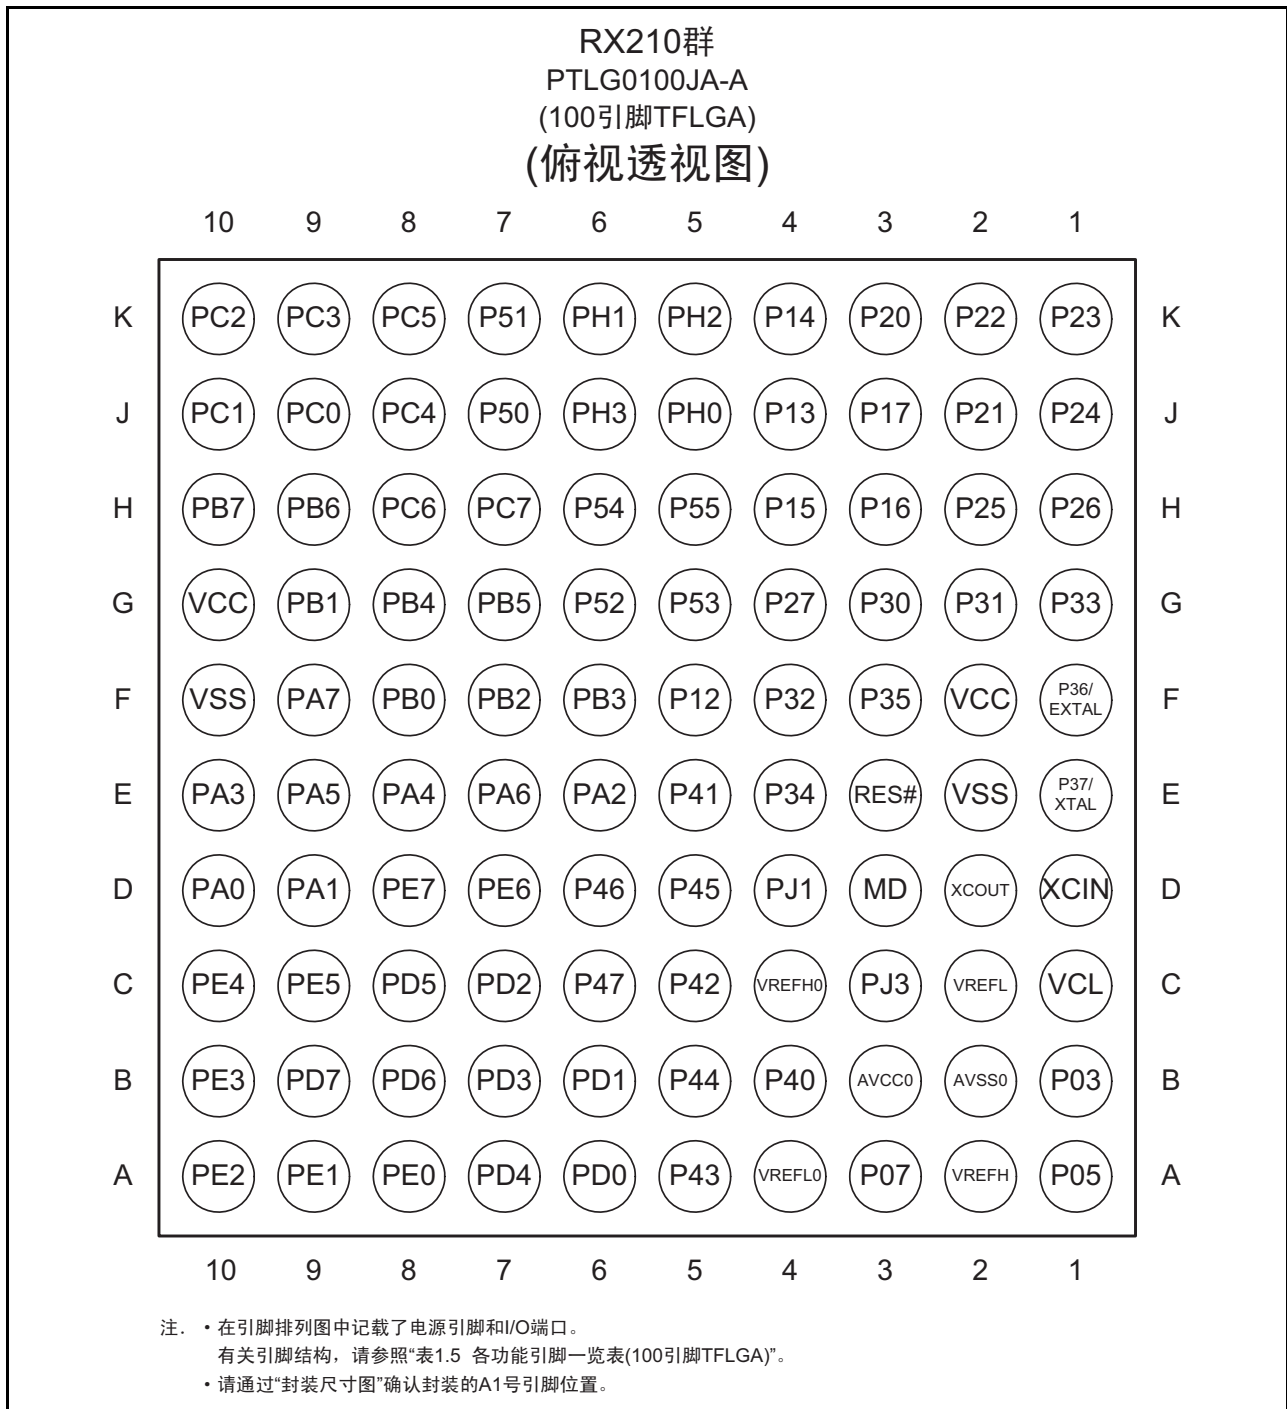 RX210群
PTLG0100JA-A
(100引脚TFLGA)
(俯视透视图)
10 9 8 7 6 5 4 3 2 1
K PC2 PC3 PC5 P51 PH1 PH2 P14 P20 P22 P23 K
J PC1 PC0 PC4 P50 PH3 PH0 P13 P17 P21 P24 J
H PB7 PB6 PC6 PC7 P54 P55 P15 P16 P25 P26 H
G VCC PB1 PB4 PB5 P52 P53 P27 P30 P31 P33 G
F VSS PA7 PB0 PB2 PB3 P12 P32 P35 VCC P36/EXTAL F
E PA3 PA5 PA4 PA6 PA2 P41 P34 RES# VSS P37/XTAL E
D PA0 PA1 PE7 PE6 P46 P45 PJ1 MD XCOUT XCIN D
C PE4 PE5 PD5 PD2 P47 P42 VREFH0 PJ3 VREFL VCL C
B PE3 PD7 PD6 PD3 PD1 P44 P40 AVCC0 AVSS0 P03 B
A PE2 PE1 PE0 PD4 PD0 P43 VREFL0 P07 VREFH P05 A
10 9 8 7 6 5 4 3 2 1
注. • 在引脚排列图中记载了电源引脚和I/O端口。
有关引脚结构，请参照“表1.5 各功能引脚一览表(100引脚TFLGA)”。
• 请通过“封装尺寸图”确认封装的A1号引脚位置。